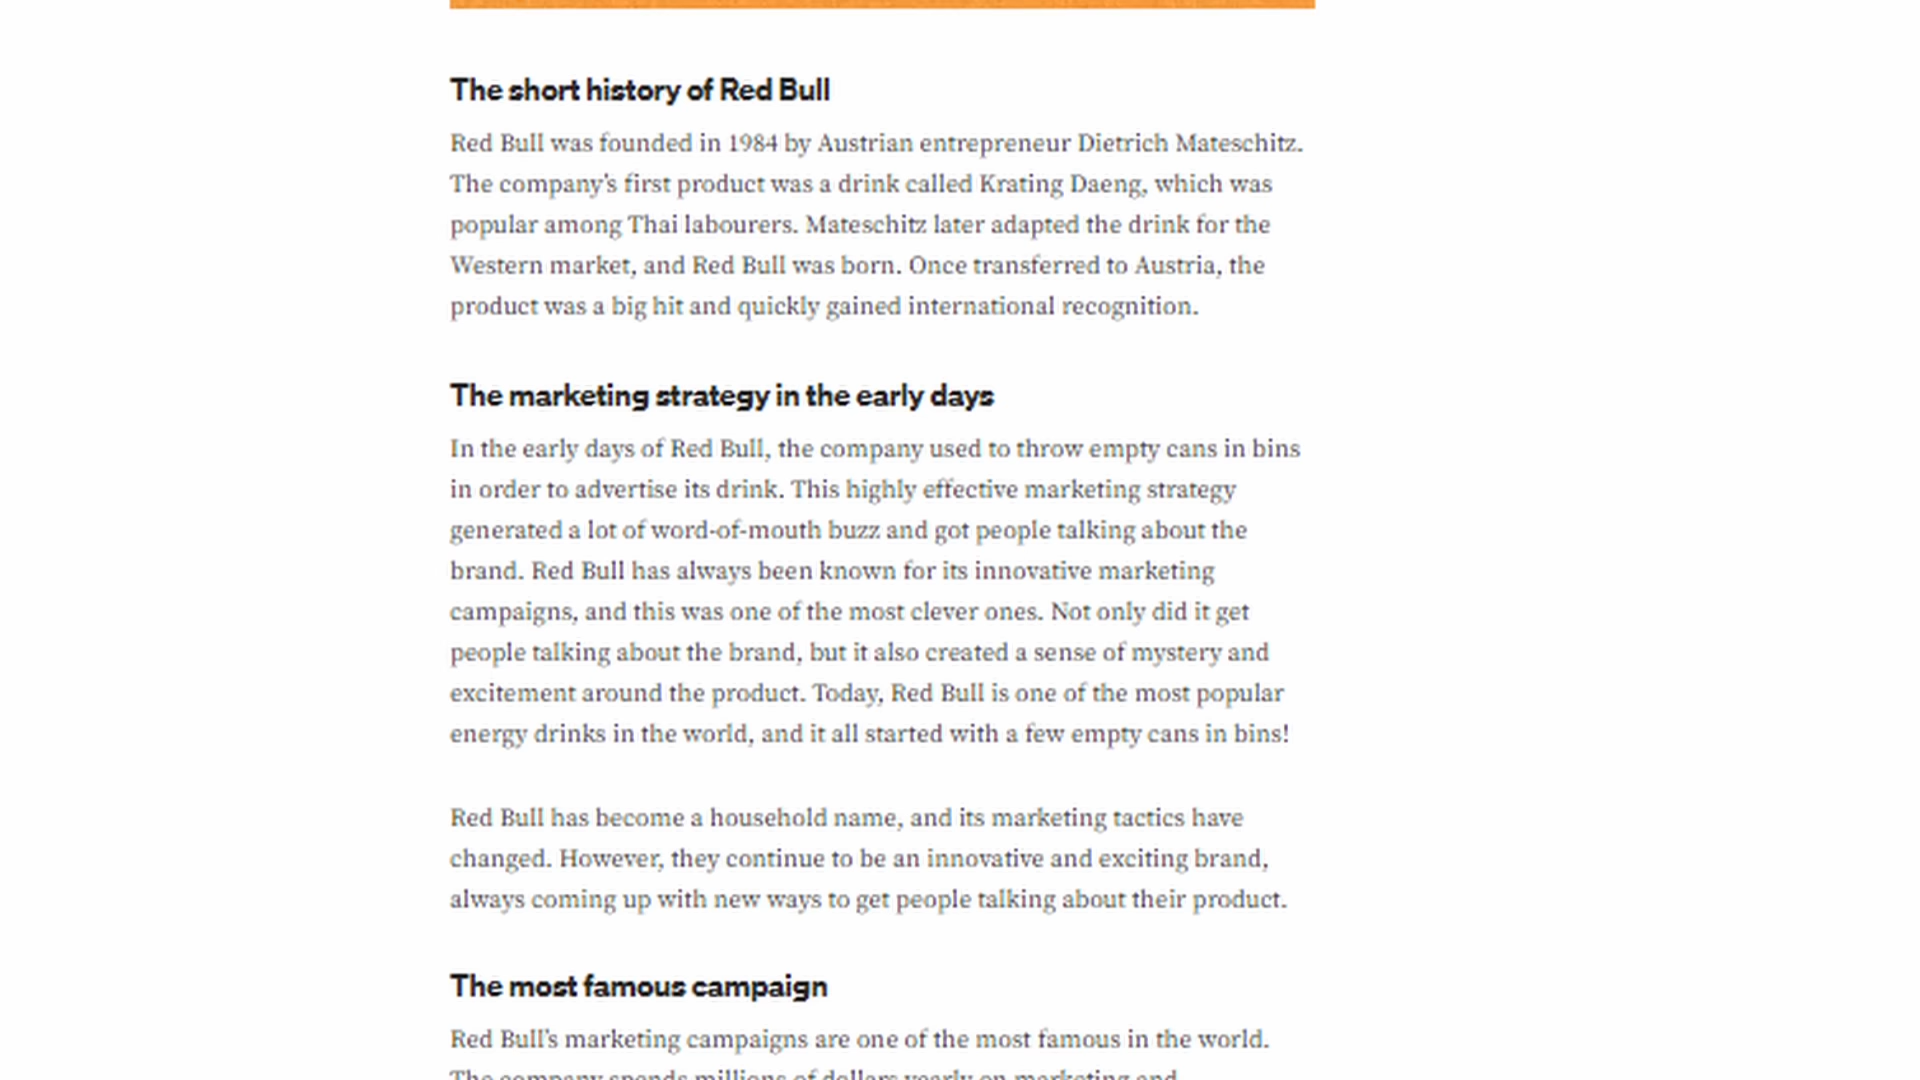 The short history of Red Bull
Red Bull was founded in 1984 by Austrian entrepreneur Dietrich Mateschitz.
The company's first product was a drink called Krating Daeng, which was
popular among Thai labourers. Mateschitz later adapted the drink for the
Western market, and Red Bull was born. Once transferred to Austria, the
product was a big hit and quickly gained international recognition.
The marketing strategy in the early days
In the early days of Red Bull, the company used to throw empty cans in bins
in order to advertise its drink. This highly effective marketing strategy
generated a lot of word-of-mouth buzz and got people talking about the
brand. Red Bull has always been known for its innovative marketing
campaigns, and this was one of the most clever ones. Not only did it get
people talking about the brand, but it also created a sense of mystery and
excitement around the product. Today, Red Bull is one of the most popular
energy drinks in the world, and it all started with a few empty cans in bins!
Red Bull has become a household name, and its marketing tactics have
changed. However, they continue to be an innovative and exciting brand,
always coming up with new ways to get people talking about their product.
The most famous campaign
Red Bull's marketing campaigns are one of the most famous in the world.
The company spends millions of dollars yearly on marketing and